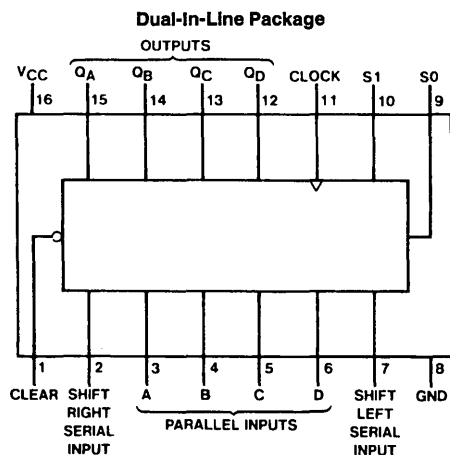 Dual-In-Line Package
OUTPUTS
VCC QA QB QC QD CLOCK S1 S0
16 15 14 13 12 11 10 9
1 2 3 4 5 6 7 8
CLEAR SHIFT RIGHT SERIAL INPUT A B C D SHIFT LEFT SERIAL INPUT GND
PARALLEL INPUTS